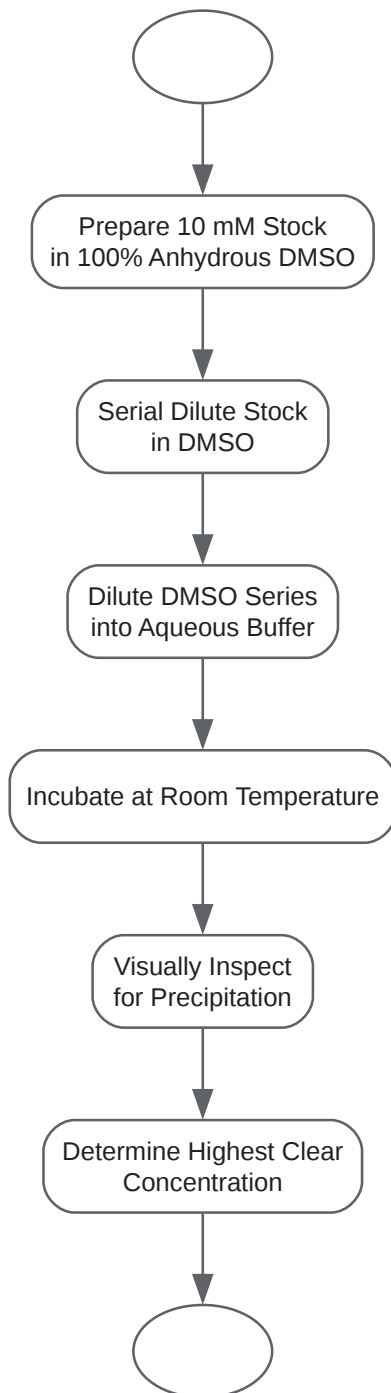 Prepare 10 mM Stock
in 100% Anhydrous DMSO
Serial Dilute Stock
in DMSO
Dilute DMSO Series
into Aqueous Buffer
Incubate at Room Temperature
Visually Inspect
for Precipitation
Determine Highest Clear
Concentration